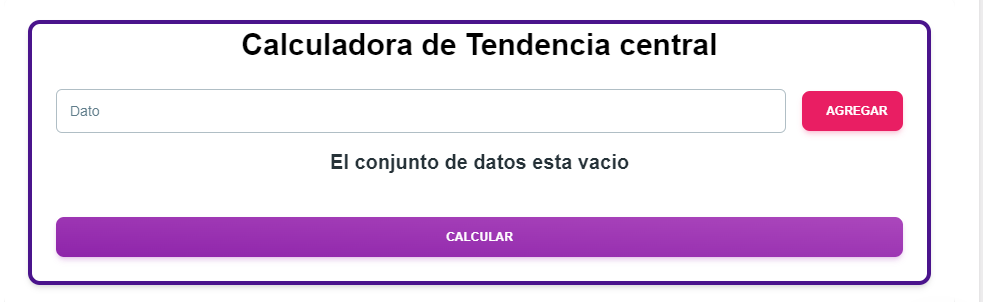 Calculadora de Tendencia central
Dato
AGREGAR
El conjunto de datos esta vacio
CALCULAR